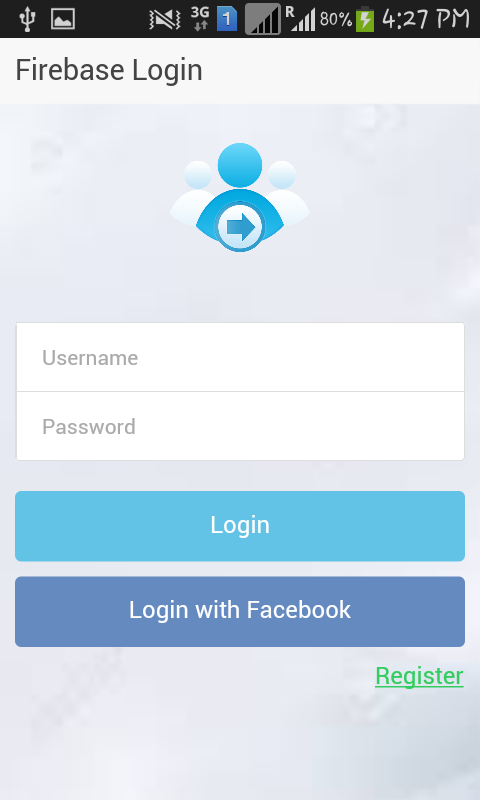 3G 1 R 80% 4:27 PM
Firebase Login
Username
Password
Login
Login with Facebook
Register